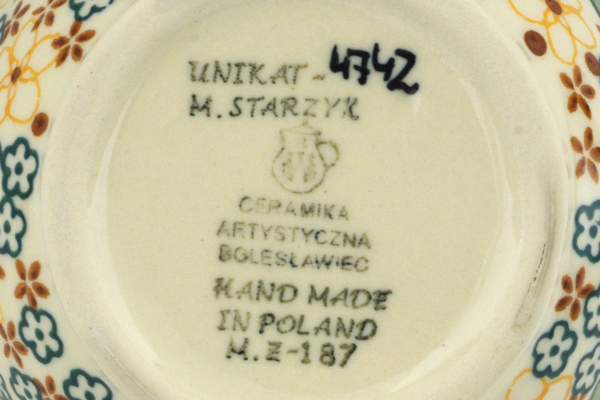 UNIKAT - 4742
M. STARZYK
CERAMIKA
ARTYSTYCZNA
BOLESŁAWIEC
HAND MADE
IN POLAND
M.Z-187